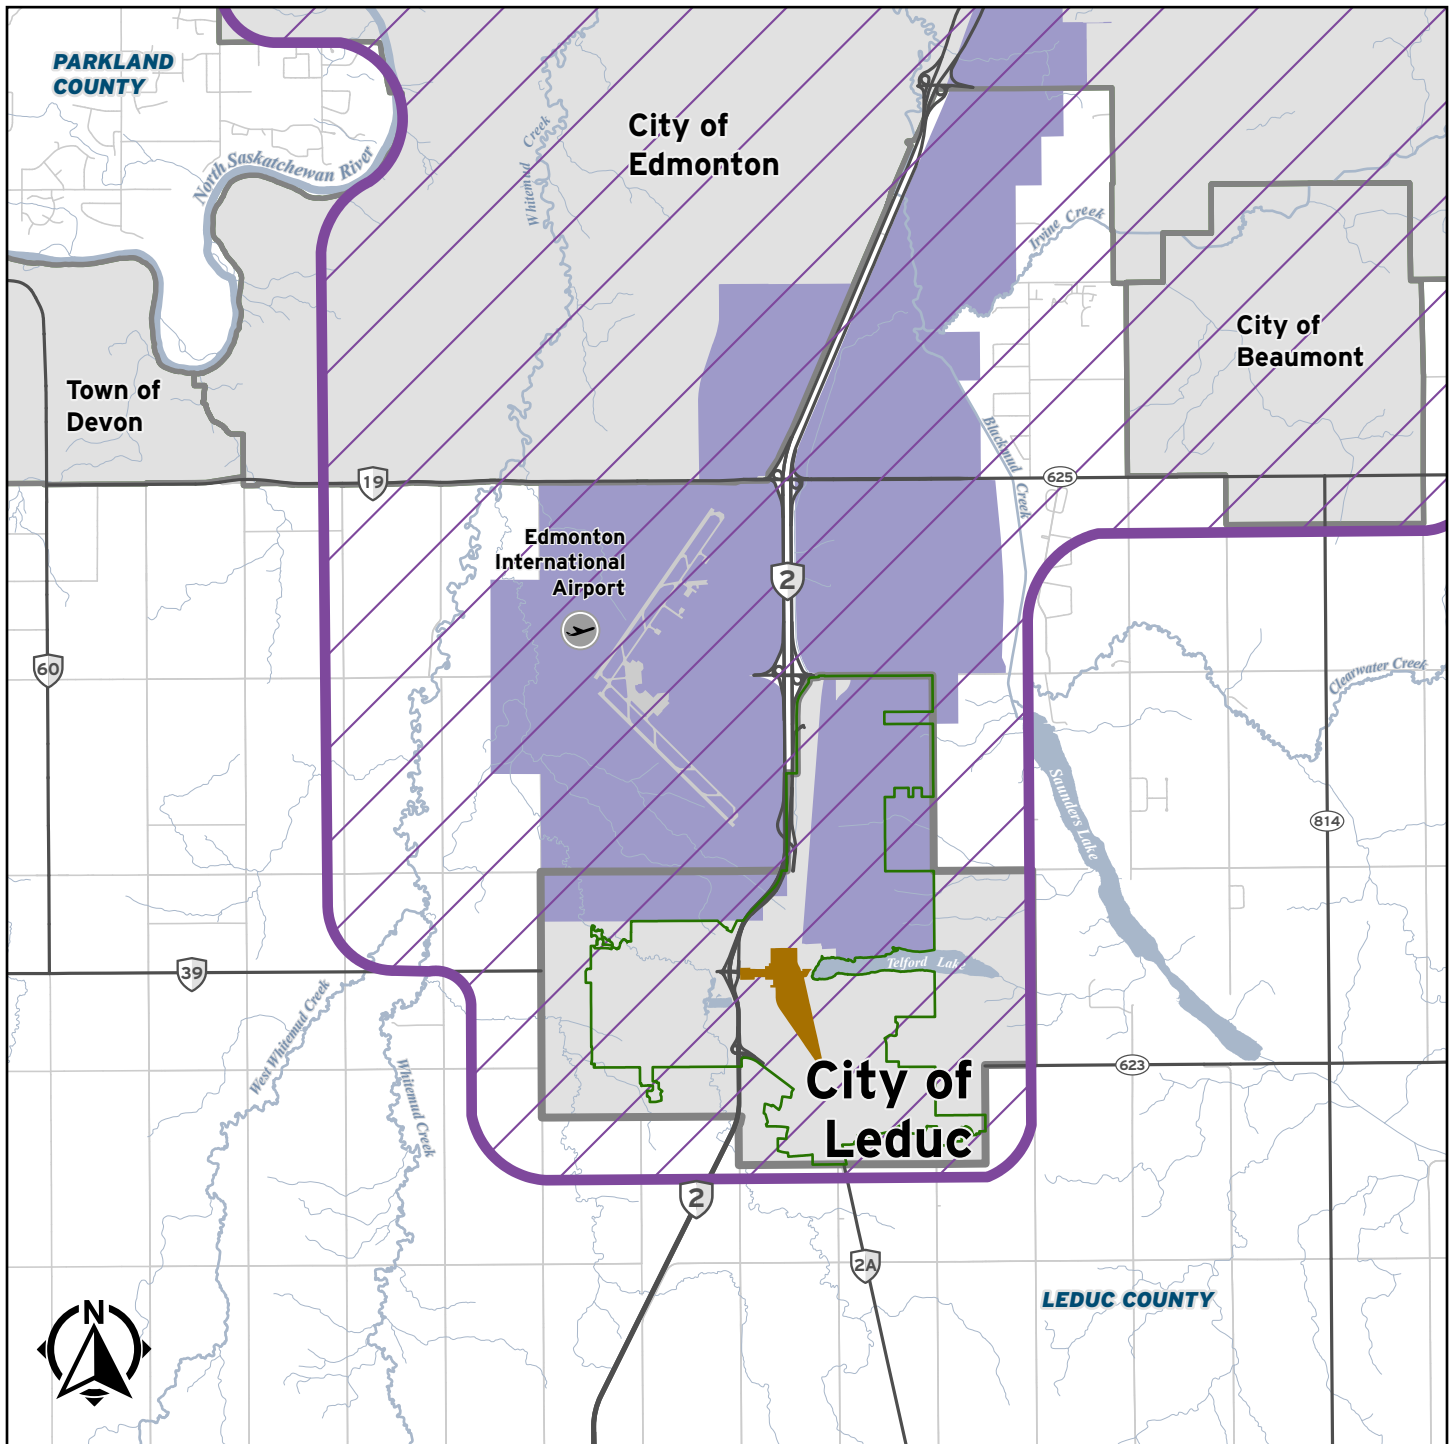 PARKLAND
COUNTY
City of
Edmonton
Whitemud Creek
North Saskatchewan River
Irvine Creek
City of
Beaumont
Town of
Devon
Blackmud Creek
19
625
Edmonton
International
Airport
2
60
Clearwater Creek
Saunders Lake
814
39
Telford Lake
West Whitemud Creek
Whitemud Creek
623
City of
Leduc
2
2A
LEDUC COUNTY
N